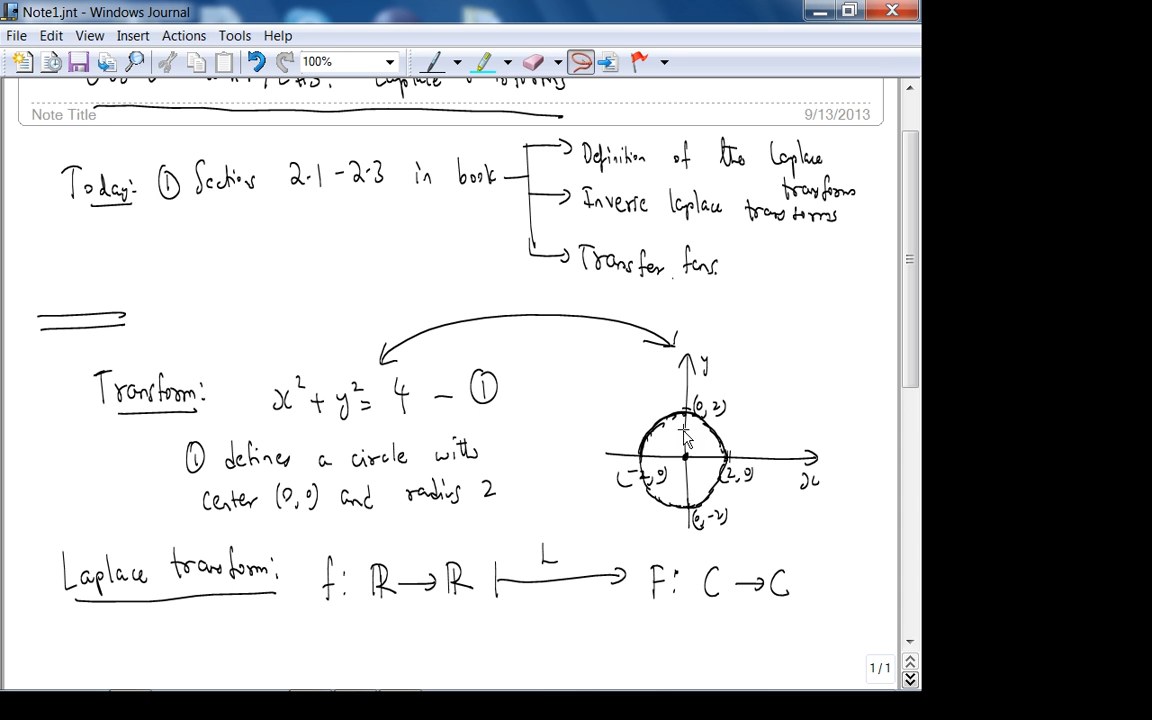 Note1.jnt - Windows Journal
File Edit View Insert Actions Tools Help
100%
Note Title
9/13/2013
Today: ① Sections 2.1 - 2.3 in book
→ Definition of the Laplace transforms
→ Inverse Laplace transforms
→ Transfer fcns.
Transform: x² + y² = 4 - ①
① defines a circle with
center (0,0) and radius 2
y
(0,2)
(-2,0)
(2,0)
x
(0,-2)
L
Laplace transform: f: ℝ → ℝ ⟼ F: C → C
1/1